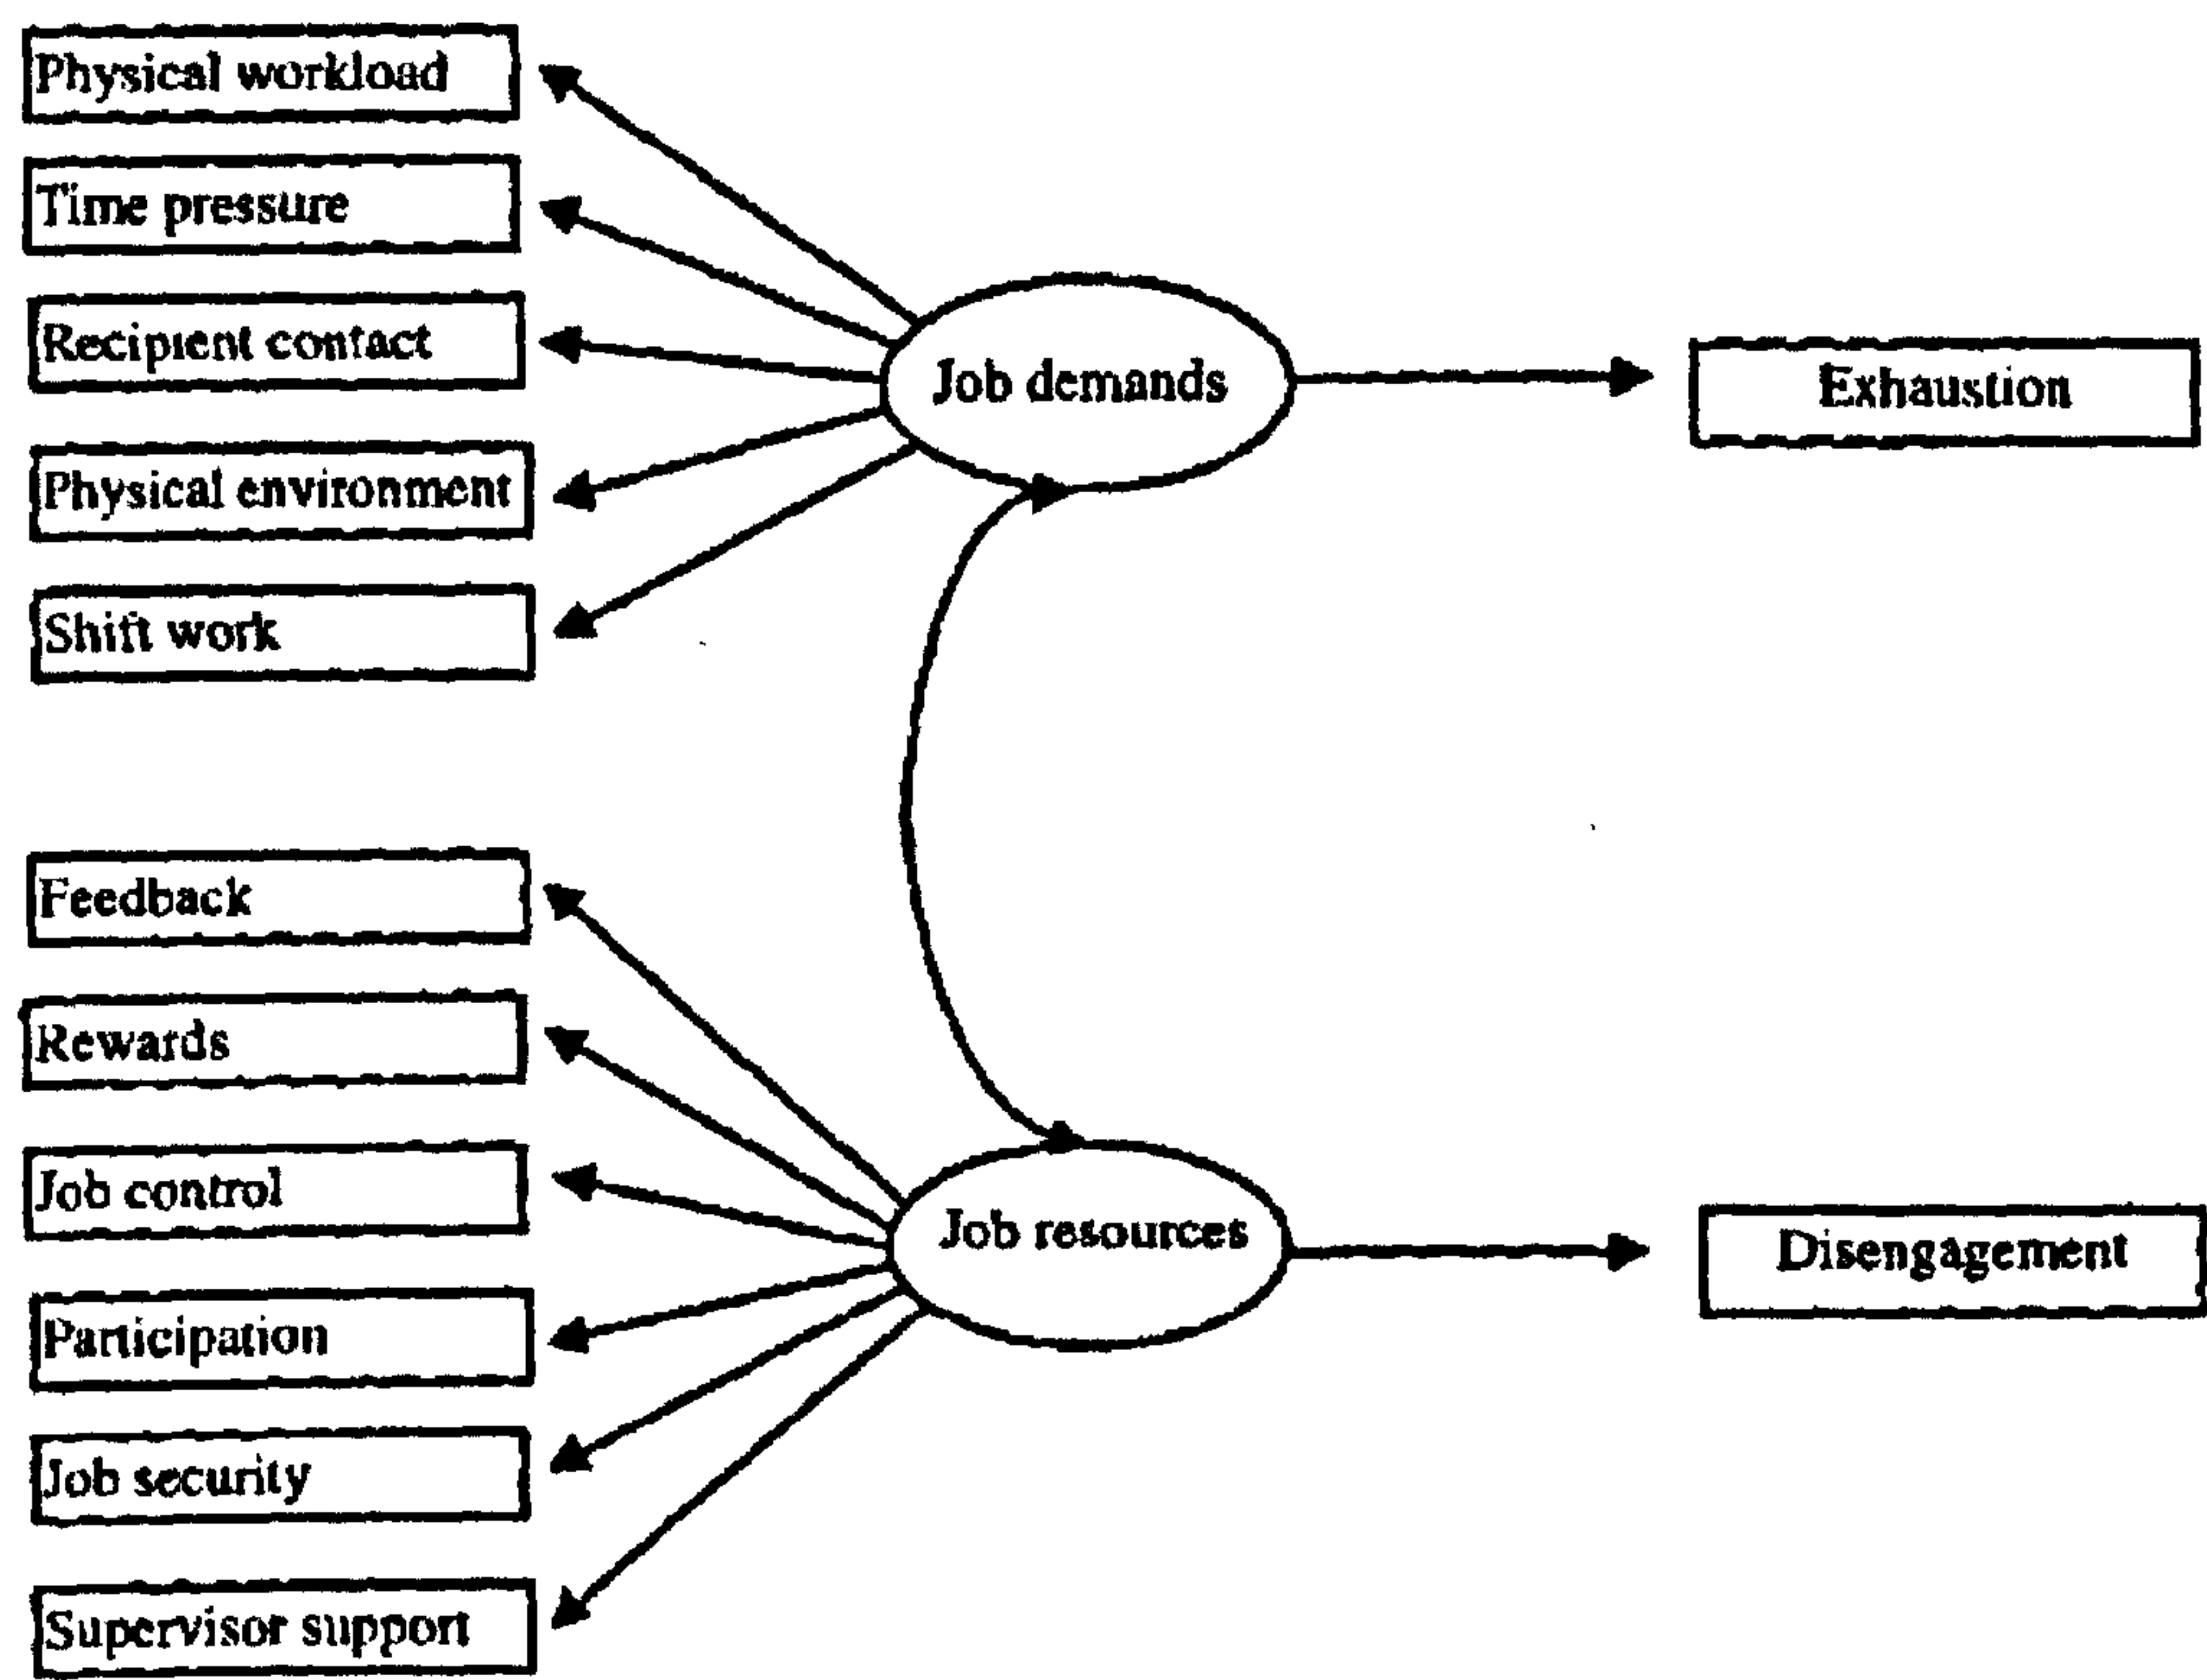 Physical workload
Time pressure
Recipient contact
Physical environment
Shift work
Job demands
Exhaustion
Feedback
Rewards
Job control
Participation
Job security
Supervisor support
Job resources
Disengagement